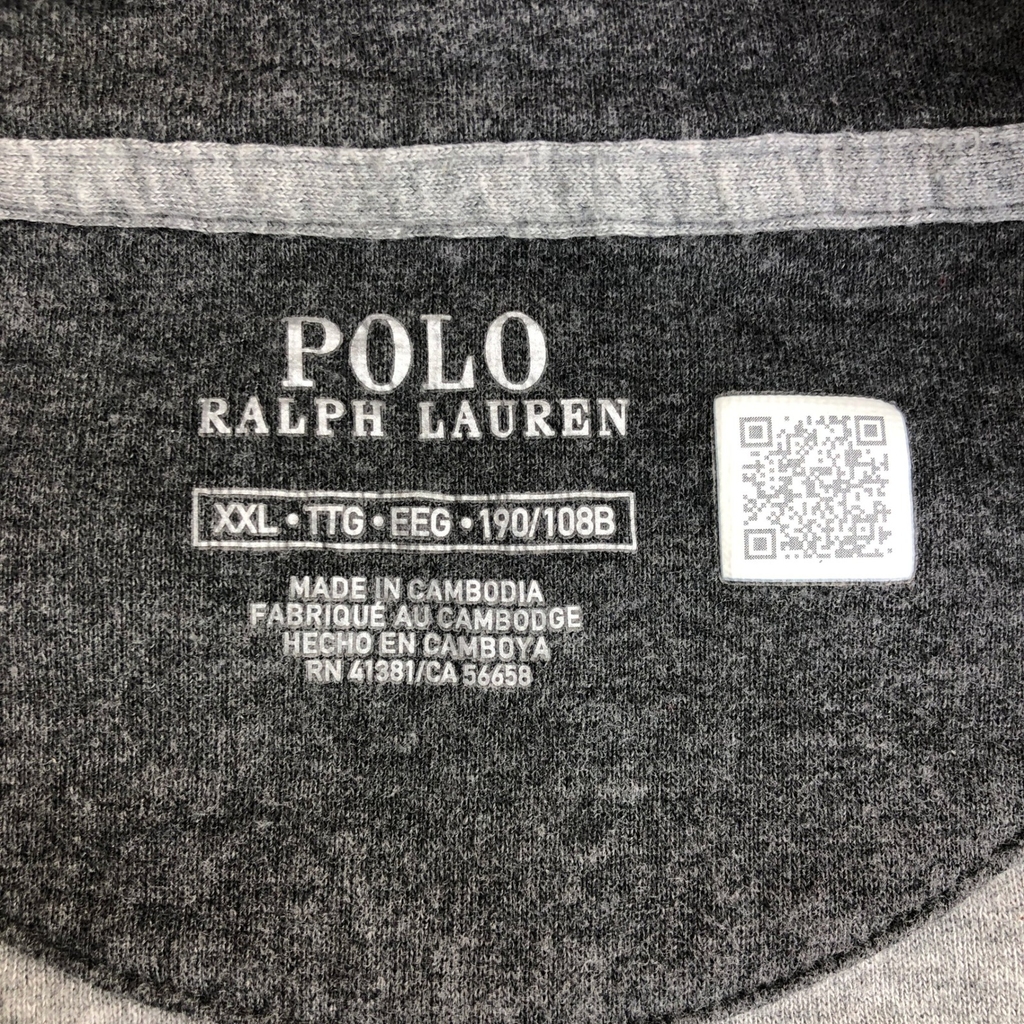 POLO
RALPH LAUREN
XXL • TTG • EEG • 190/108B
MADE IN CAMBODIA
FABRIQUÉ AU CAMBODGE
HECHO EN CAMBOYA
RN 41381/CA 56658